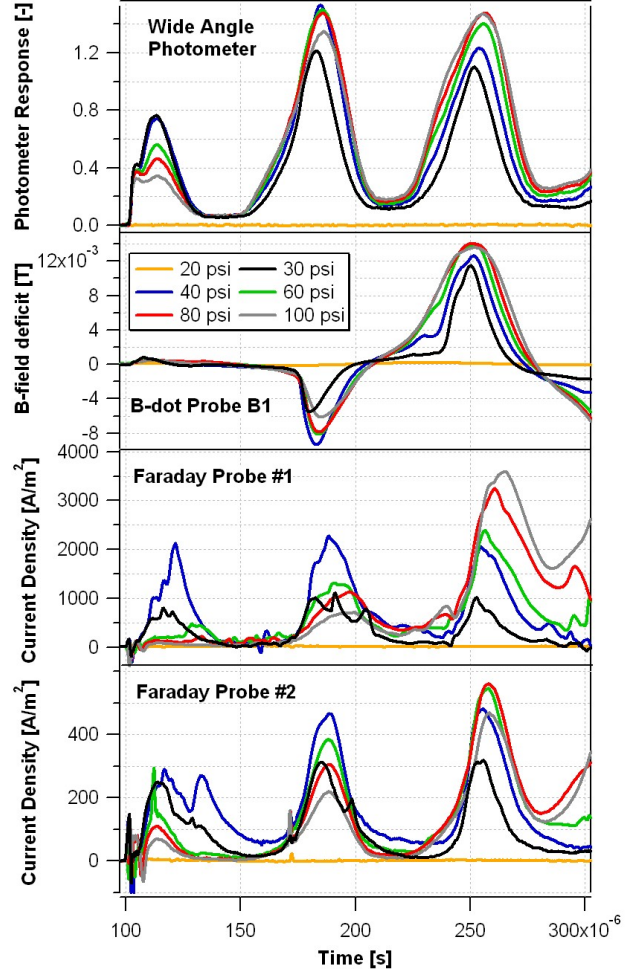 Wide Angle
Photometer
Photometer Response [-]
1.2
0.8
0.4
0.0
B-field deficit [T]
12x10⁻³
8
4
0
-4
-8
20 psi
30 psi
40 psi
60 psi
80 psi
100 psi
B-dot Probe B1
Current Density [A/m²]
4000
3000
2000
1000
0
Faraday Probe #1
Current Density [A/m²]
400
200
0
Faraday Probe #2
100
150
200
250
300x10⁻⁶
Time [s]